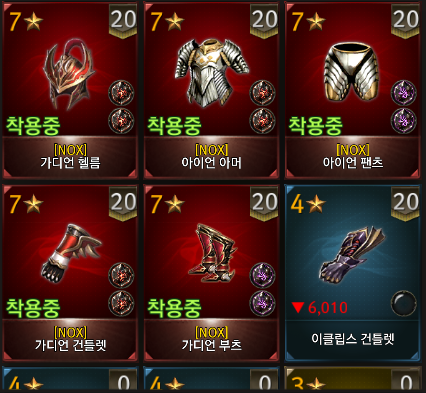 7 20
착용중
[NOX]
가디언 헬름
7 20
착용중
[NOX]
아이언 아머
7 20
착용중
[NOX]
아이언 팬츠
7 20
착용중
[NOX]
가디언 건틀렛
7 20
착용중
[NOX]
가디언 부츠
4 20
▼6,010
이클립스 건틀렛
4 0
4 0
3 0